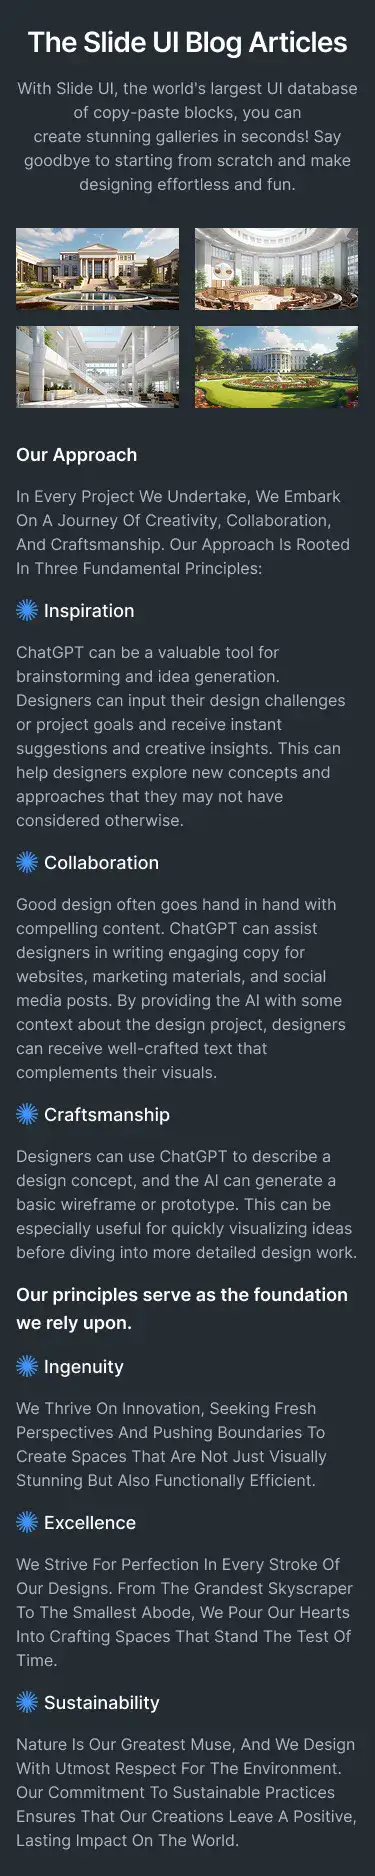 The Slide UI Blog Articles
With Slide UI, the world's largest UI database
of copy-paste blocks, you can
create stunning galleries in seconds! Say
goodbye to starting from scratch and make
designing effortless and fun.
Our Approach
In Every Project We Undertake, We Embark
On A Journey Of Creativity, Collaboration,
And Craftsmanship. Our Approach Is Rooted
In Three Fundamental Principles:
Inspiration
ChatGPT can be a valuable tool for
brainstorming and idea generation.
Designers can input their design challenges
or project goals and receive instant
suggestions and creative insights. This can
help designers explore new concepts and
approaches that they may not have
considered otherwise.
Collaboration
Good design often goes hand in hand with
compelling content. ChatGPT can assist
designers in writing engaging copy for
websites, marketing materials, and social
media posts. By providing the AI with some
context about the design project, designers
can receive well-crafted text that
complements their visuals.
Craftsmanship
Designers can use ChatGPT to describe a
design concept, and the AI can generate a
basic wireframe or prototype. This can be
especially useful for quickly visualizing ideas
before diving into more detailed design work.
Our principles serve as the foundation
we rely upon.
Ingenuity
We Thrive On Innovation, Seeking Fresh
Perspectives And Pushing Boundaries To
Create Spaces That Are Not Just Visually
Stunning But Also Functionally Efficient.
Excellence
We Strive For Perfection In Every Stroke Of
Our Designs. From The Grandest Skyscraper
To The Smallest Abode, We Pour Our Hearts
Into Crafting Spaces That Stand The Test Of
Time.
Sustainability
Nature Is Our Greatest Muse, And We Design
With Utmost Respect For The Environment.
Our Commitment To Sustainable Practices
Ensures That Our Creations Leave A Positive,
Lasting Impact On The World.